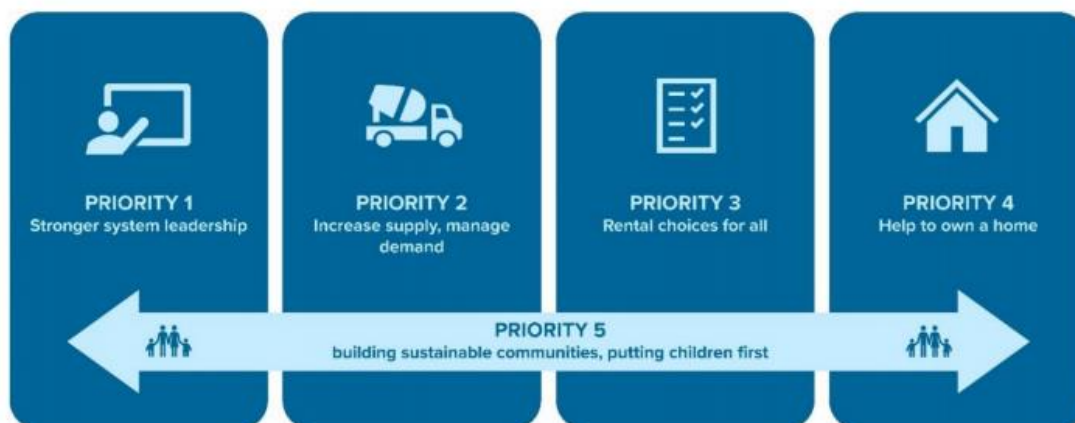 PRIORITY 1
Stronger system leadership
PRIORITY 2
Increase supply, manage
demand
PRIORITY 3
Rental choices for all
PRIORITY 4
Help to own a home
PRIORITY 5
building sustainable communities, putting children first